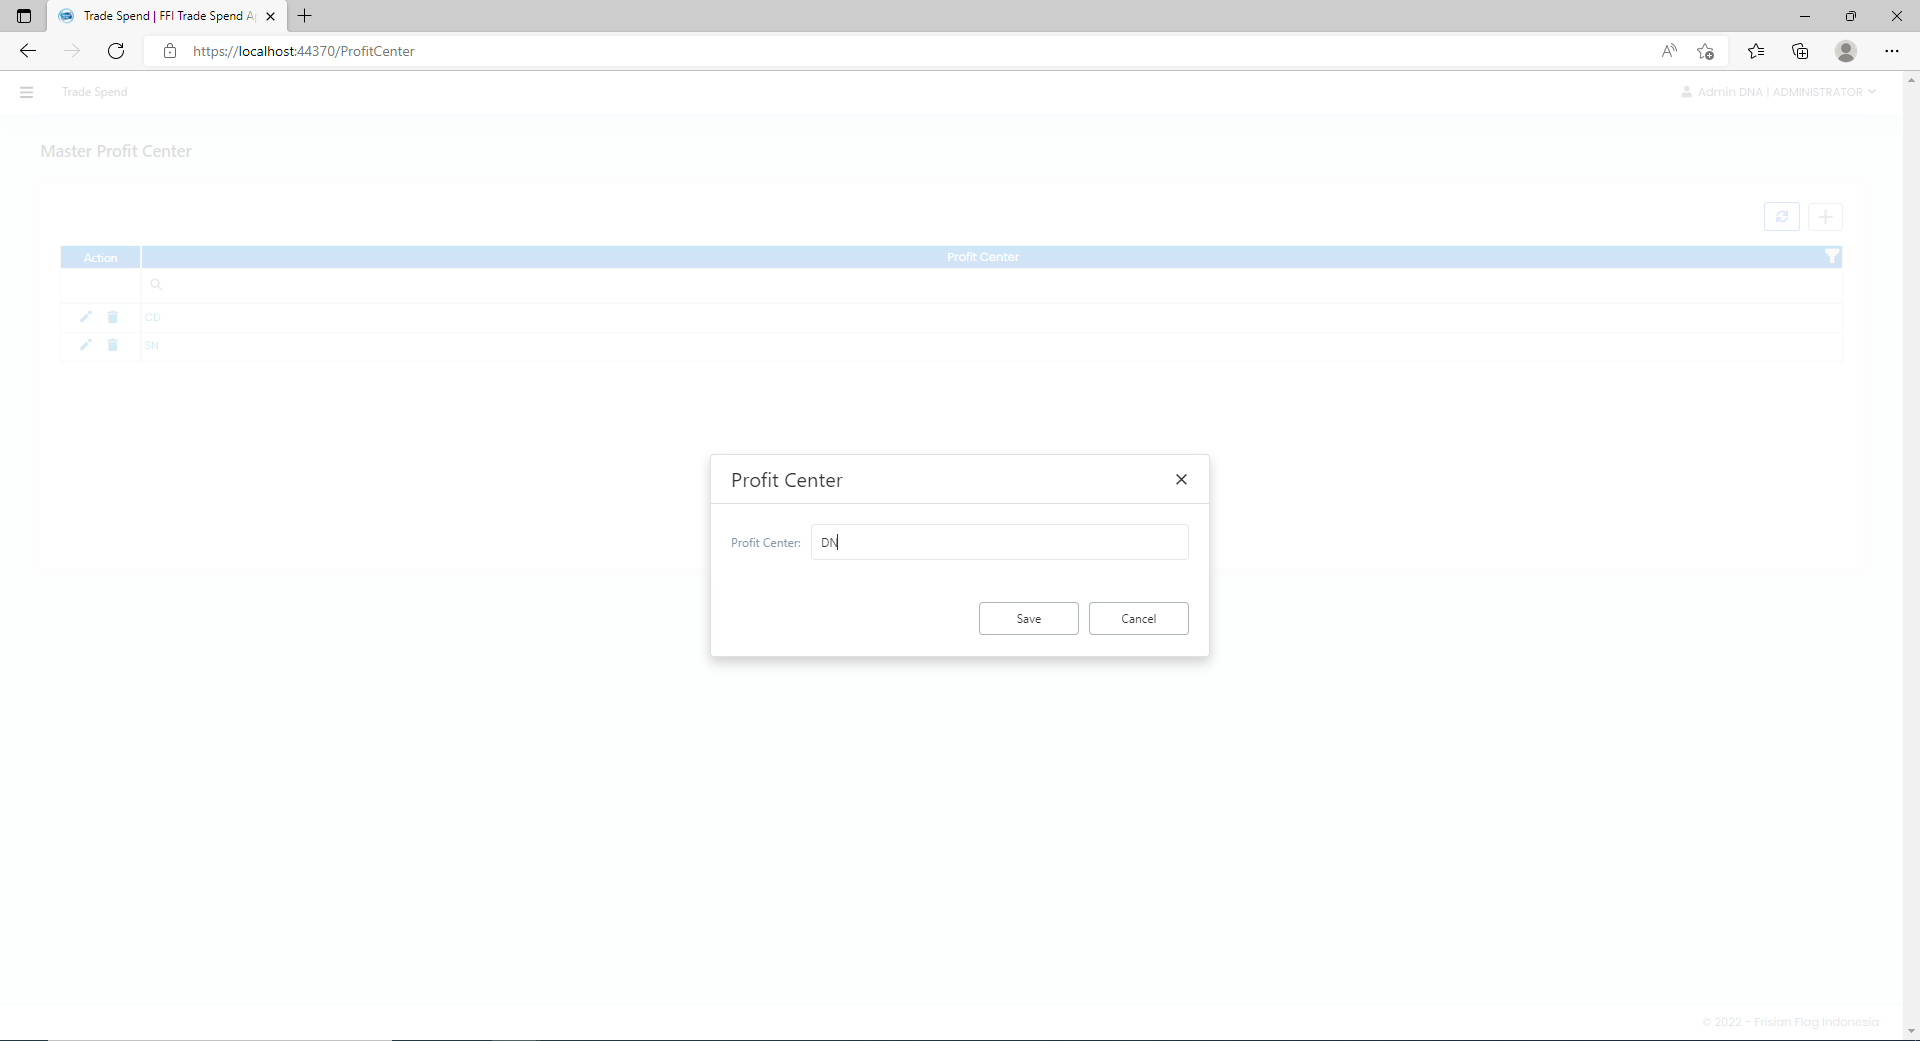 Trade Spend | FFI Trade Spend A
https://localhost:44370/ProfitCenter
Trade Spend
Admin DNA | ADMINISTRATOR
Master Profit Center
Action
Profit Center
CD
SN
Profit Center
Profit Center:
DN
Save
Cancel
© 2022 - Frisian Flag Indonesia